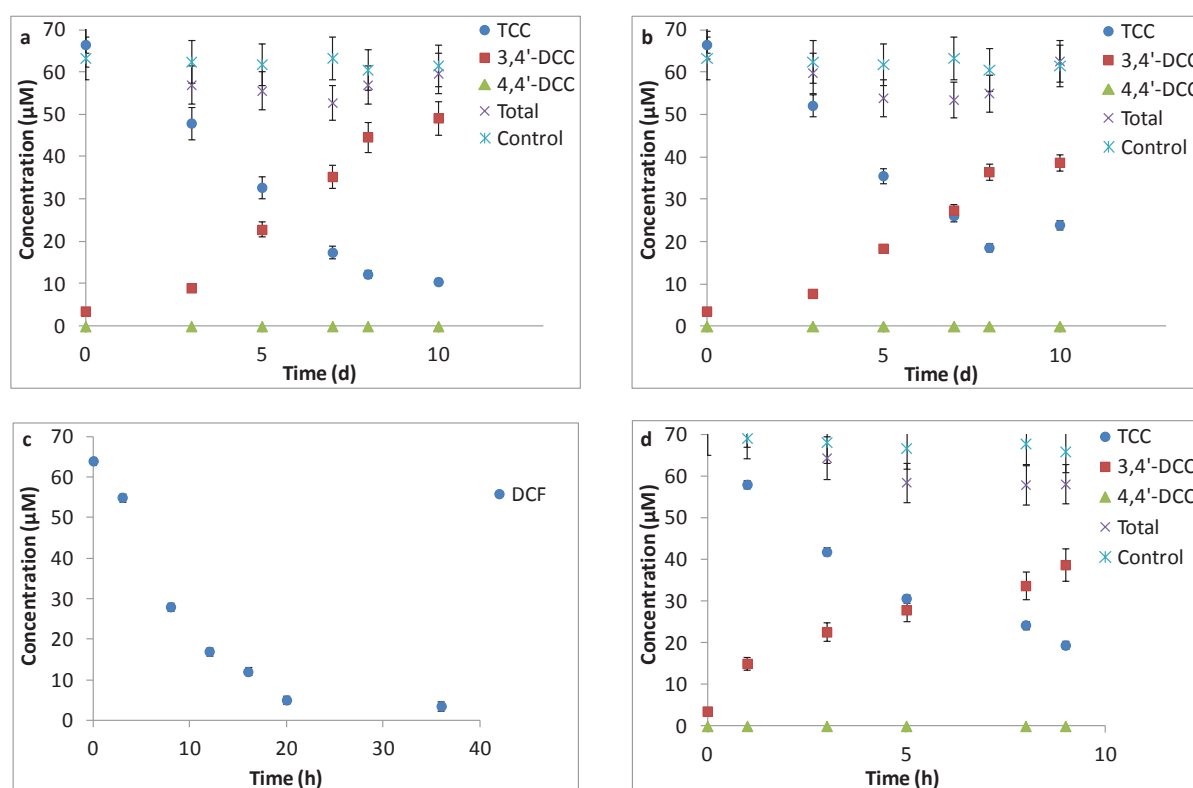 a
70
60
50
40
30
20
10
0
Concentration (µM)
0
5
10
Time (d)
TCC
3,4'-DCC
4,4'-DCC
Total
Control
b
70
60
50
40
30
20
10
0
Concentration (µM)
0
5
10
Time (d)
TCC
3,4'-DCC
4,4'-DCC
Total
Control
c
70
60
50
40
30
20
10
0
Concentration (µM)
0
10
20
30
40
Time (h)
DCF
d
70
60
50
40
30
20
10
0
Concentration (µM)
0
5
10
Time (h)
TCC
3,4'-DCC
4,4'-DCC
Total
Control